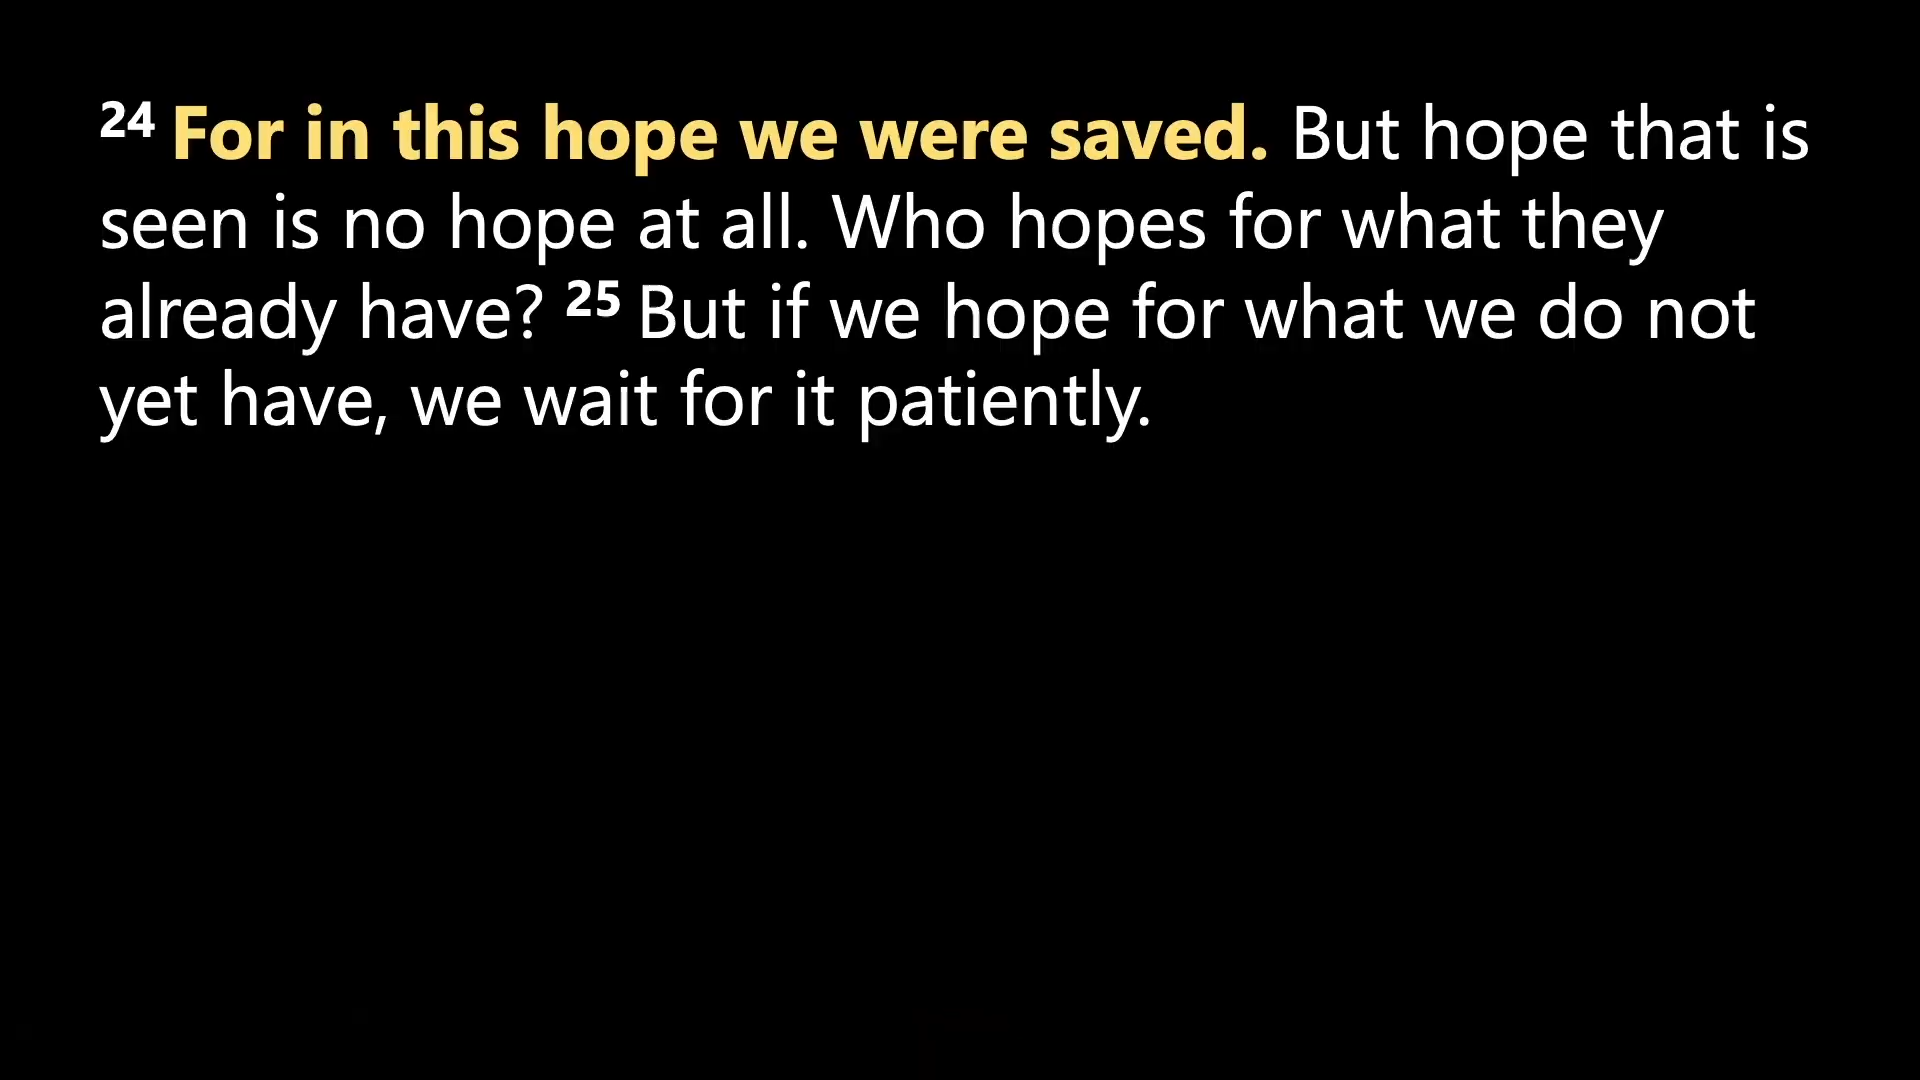 24 For in this hope we were saved. But hope that is
seen is no hope at all. Who hopes for what they
already have? 25 But if we hope for what we do not
yet have, we wait for it patiently.